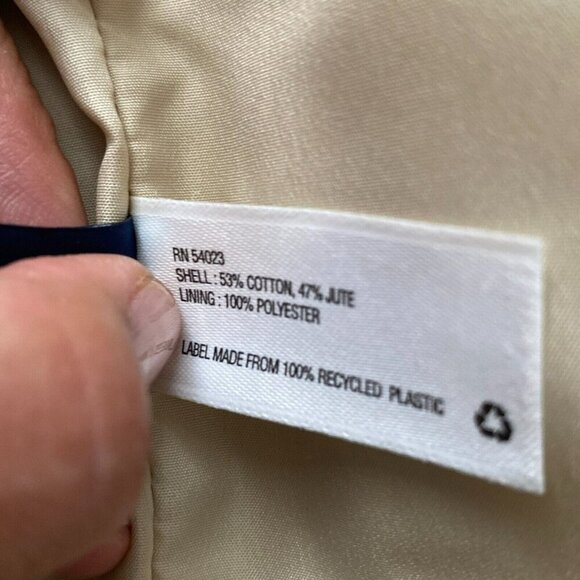 RN 54023
SHELL : 53% COTTON, 47% JUTE
LINING : 100% POLYESTER
LABEL MADE FROM 100% RECYCLED PLASTIC